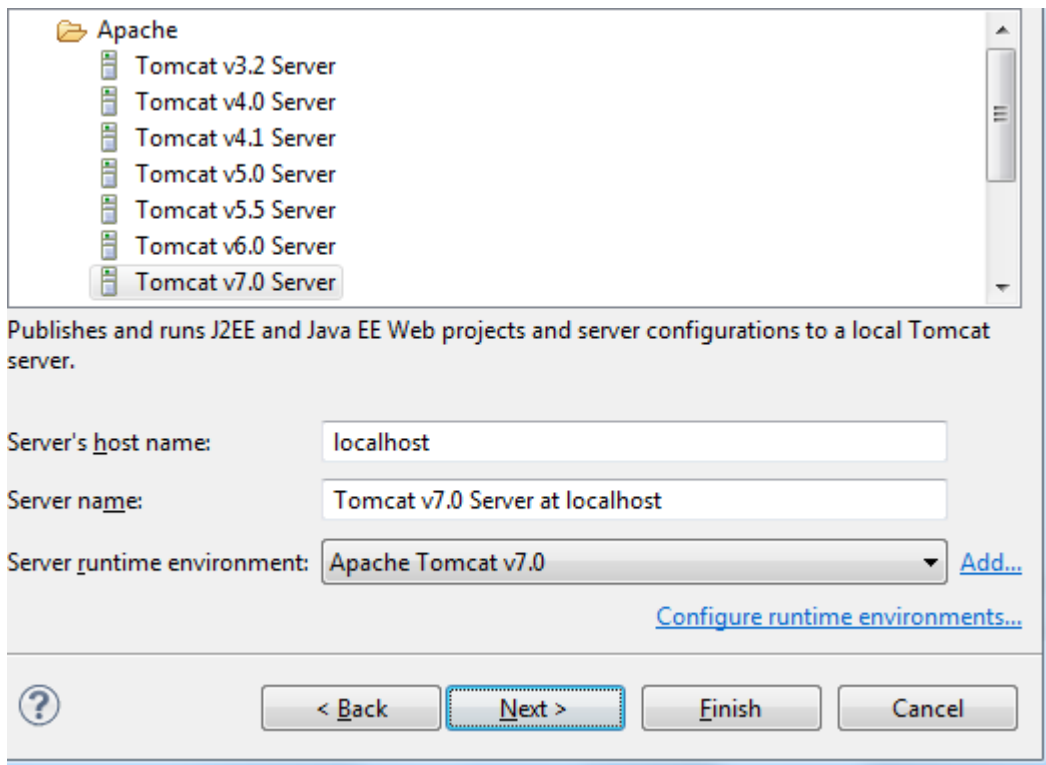 Apache
Tomcat v3.2 Server
Tomcat v4.0 Server
Tomcat v4.1 Server
Tomcat v5.0 Server
Tomcat v5.5 Server
Tomcat v6.0 Server
Tomcat v7.0 Server
Publishes and runs J2EE and Java EE Web projects and server configurations to a local Tomcat
server.
Server's host name: localhost
Server name: Tomcat v7.0 Server at localhost
Server runtime environment: Apache Tomcat v7.0 Add...
Configure runtime environments...
? < Back Next > Finish Cancel